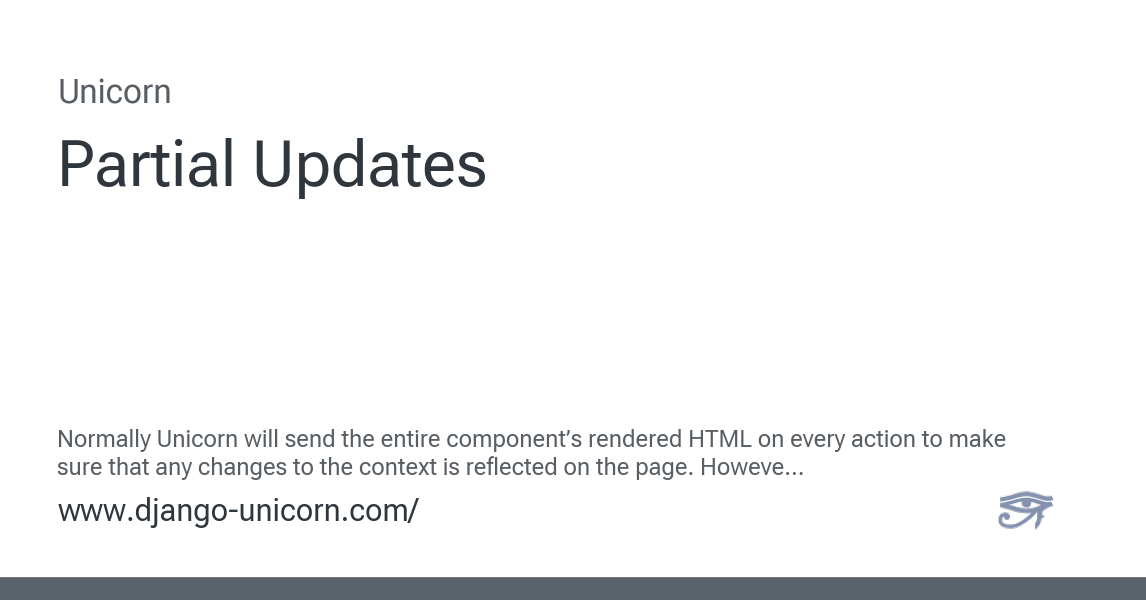 Unicorn
Partial Updates
Normally Unicorn will send the entire component’s rendered HTML on every action to make
sure that any changes to the context is reflected on the page. Howeve...
www.django-unicorn.com/